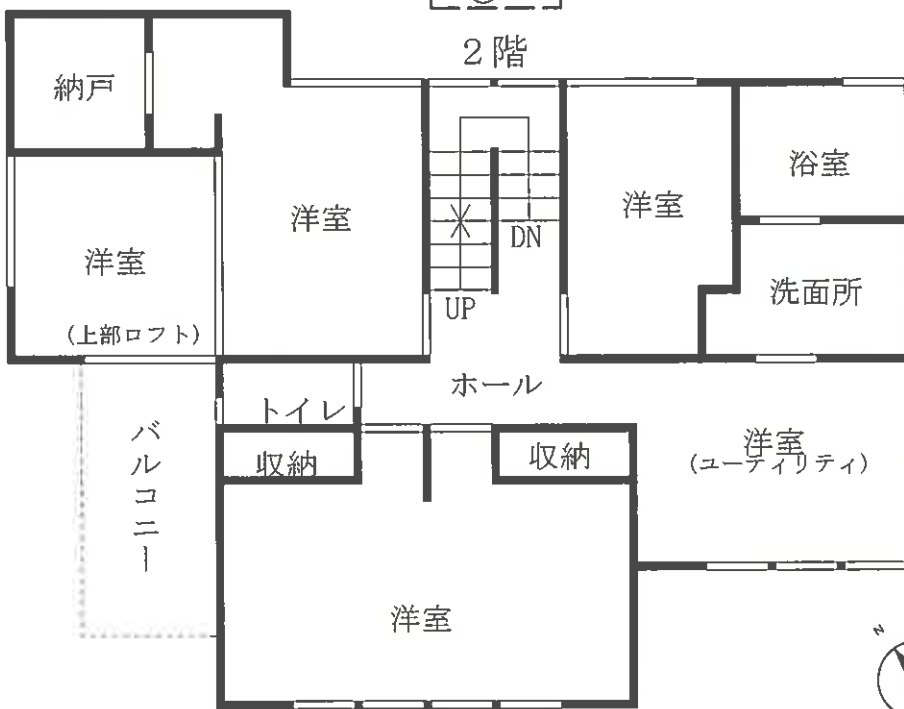 2階
納戸
洋室
洋室
(上部ロフト)
UP
DN
洋室
浴室
洗面所
ホール
トイレ
収納
収納
洋室
(ユーティリティ)
バルコニー
洋室
N